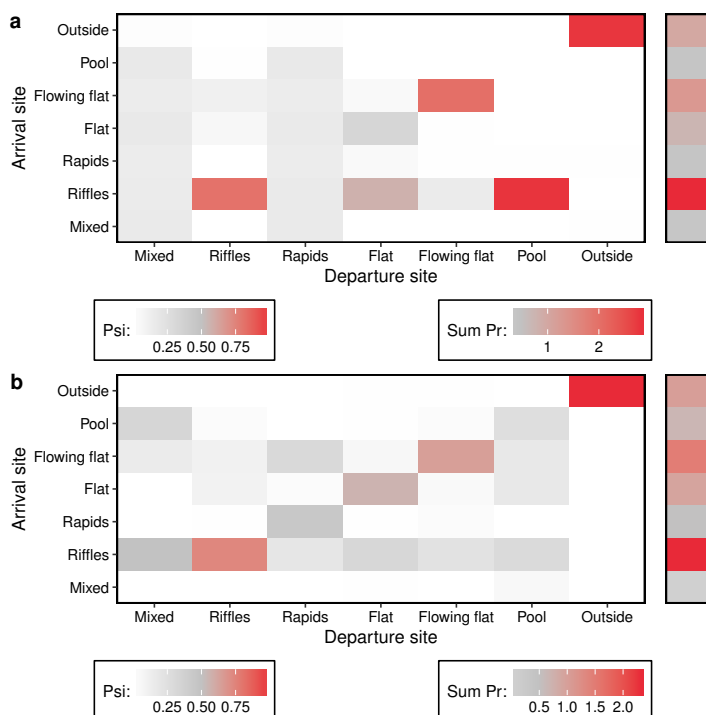 a
Outside
Pool
Flowing flat
Flat
Rapids
Riffles
Mixed
Arrival site
Mixed Riffles Rapids Flat Flowing flat Pool Outside
Departure site
Psi:
0.25 0.50 0.75
Sum Pr:
1 2
b
Outside
Pool
Flowing flat
Flat
Rapids
Riffles
Mixed
Arrival site
Mixed Riffles Rapids Flat Flowing flat Pool Outside
Departure site
Psi:
0.25 0.50 0.75
Sum Pr:
0.5 1.0 1.5 2.0